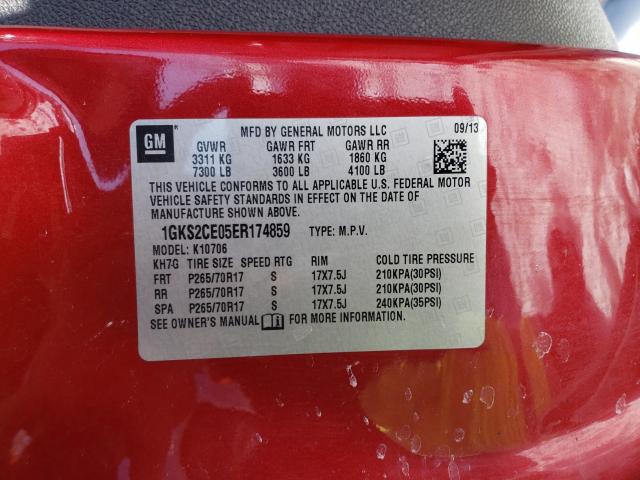 GM ® MFD BY GENERAL MOTORS LLC 09/13
GVWR GAWR FRT GAWR RR
3311 KG 1633 KG 1860 KG
7300 LB 3600 LB 4100 LB
THIS VEHICLE CONFORMS TO ALL APPLICABLE U.S. FEDERAL MOTOR
VEHICLE SAFETY STANDARDS IN EFFECT ON THE DATE OF
MANUFACTURE SHOWN ABOVE.
1GKS2CE05ER174859 TYPE: M.P.V.
MODEL: K10706
KH7G TIRE SIZE SPEED RTG RIM COLD TIRE PRESSURE
FRT P265/70R17 S 17X7.5J 210KPA(30PSI)
RR P265/70R17 S 17X7.5J 210KPA(30PSI)
SPA P265/70R17 S 17X7.5J 240KPA(35PSI)
SEE OWNER'S MANUAL FOR MORE INFORMATION.